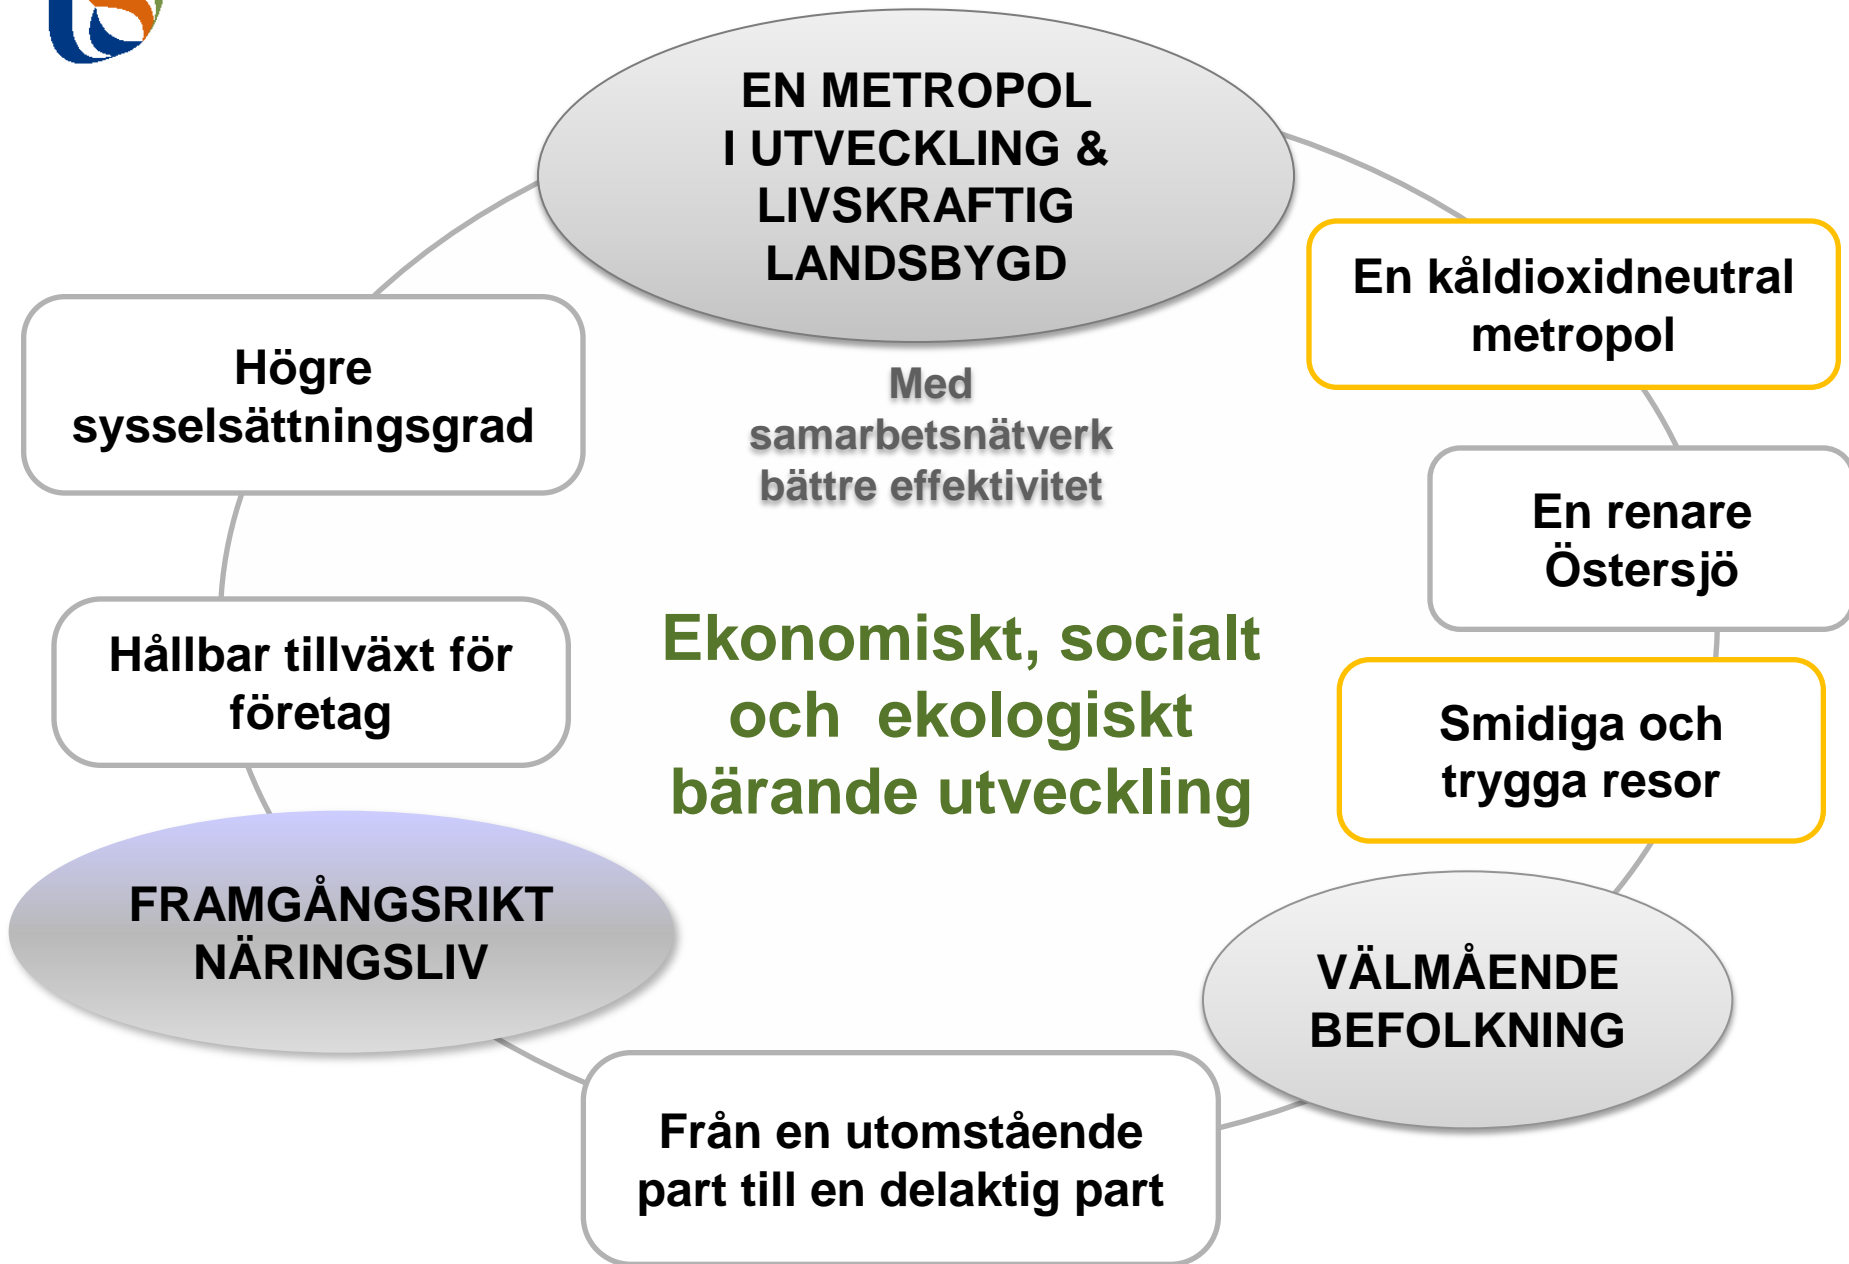 EN METROPOL
I UTVECKLING &
LIVSKRAFTIG
LANDSBYGD
En kåldioxidneutral
metropol
Högre
sysselsättningsgrad
Med
samarbetsnätverk
bättre effektivitet
En renare
Östersjö
Hållbar tillväxt för
företag
Ekonomiskt, socialt
och ekologiskt
bärande utveckling
Smidiga och
trygga resor
FRAMGÅNGSRIKT
NÄRINGSLIV
VÄLMÅENDE
BEFOLKNING
Från en utomstående
part till en delaktig part